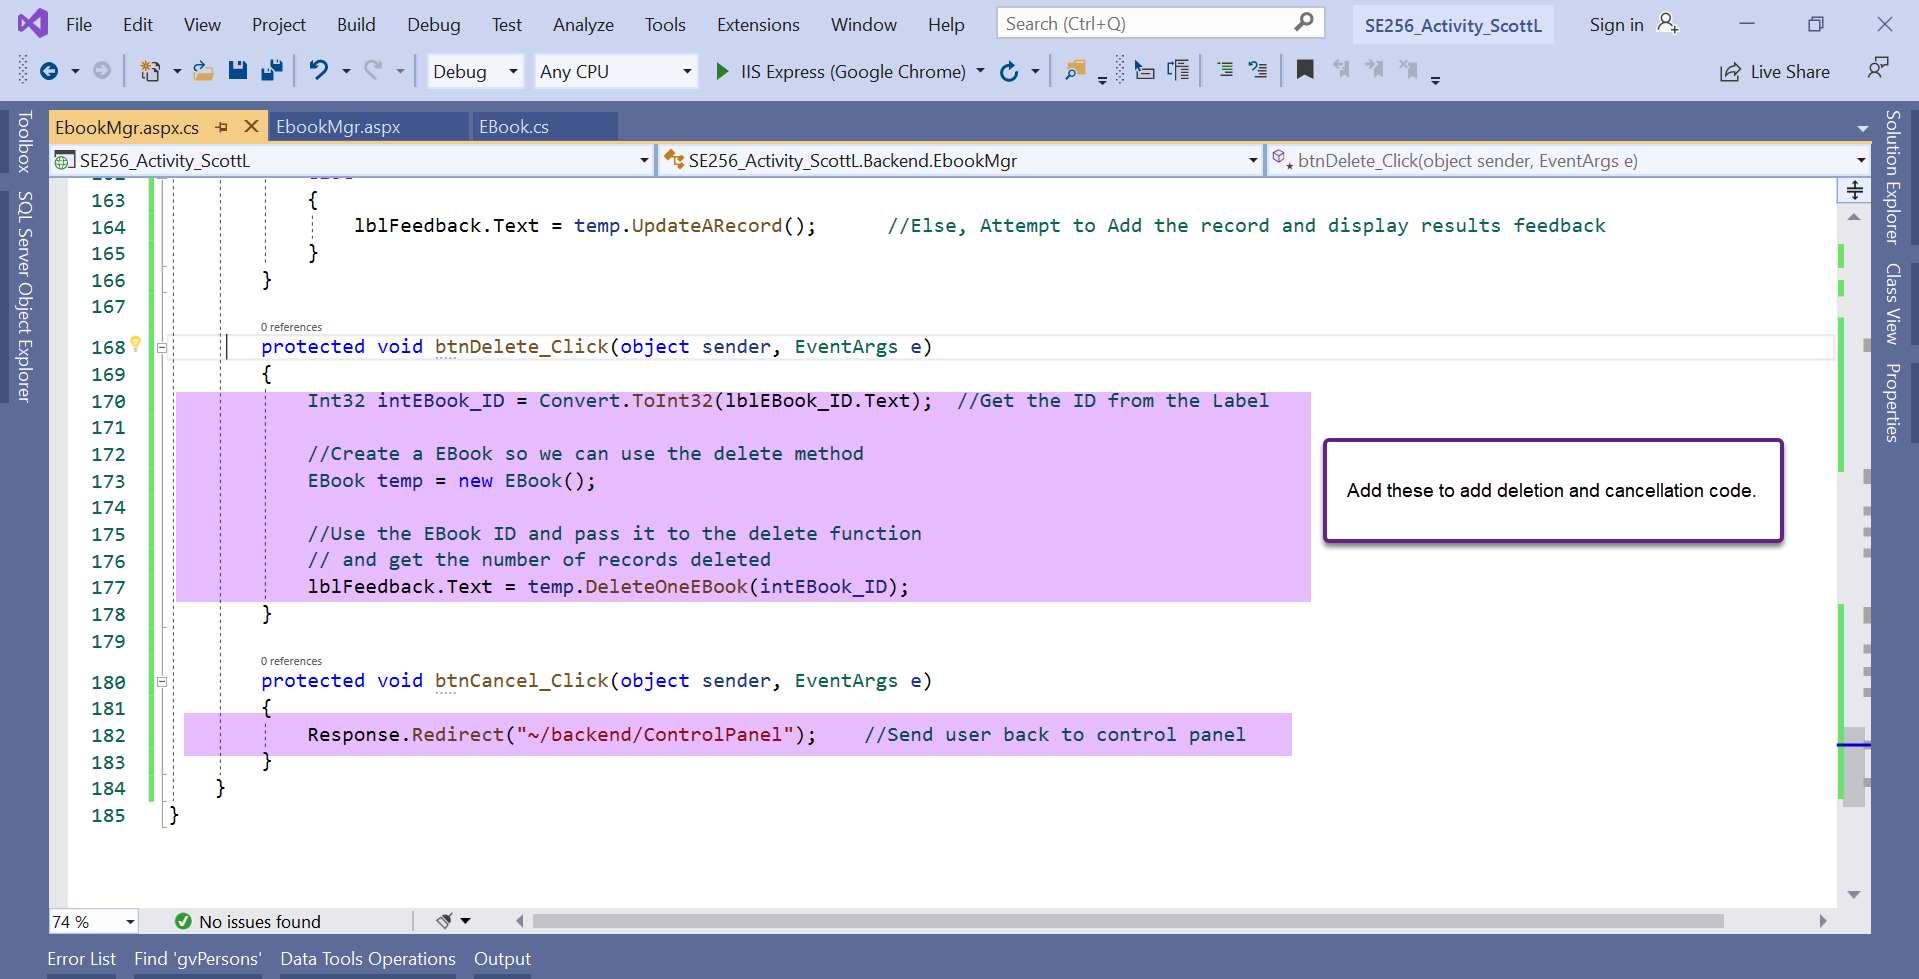 File Edit View Project Build Debug Test Analyze Tools Extensions Window Help Search (Ctrl+Q) SE256_Activity_ScottL Sign in
Debug Any CPU IIS Express (Google Chrome) Live Share
EbookMgr.aspx.cs EbookMgr.aspx EBook.cs
SE256_Activity_ScottL SE256_Activity_ScottL.Backend.EbookMgr btnDelete_Click(object sender, EventArgs e)
Toolbox
SQL Server Object Explorer
163 {
164 lblFeedback.Text = temp.UpdateARecord(); //Else, Attempt to Add the record and display results feedback
165 }
166 }
167
0 references
168 protected void btnDelete_Click(object sender, EventArgs e)
169 {
170 Int32 intEBook_ID = Convert.ToInt32(lblEBook_ID.Text); //Get the ID from the Label
171
172 //Create a EBook so we can use the delete method
173 EBook temp = new EBook();
174
175 //Use the EBook ID and pass it to the delete function
176 // and get the number of records deleted
177 lblFeedback.Text = temp.DeleteOneEBook(intEBook_ID);
178 }
179
0 references
180 protected void btnCancel_Click(object sender, EventArgs e)
181 {
182 Response.Redirect("~/backend/ControlPanel"); //Send user back to control panel
183 }
184 }
185 }
Add these to add deletion and cancellation code.
Solution Explorer
Class View
Properties
74 % No issues found
Error List Find 'gvPersons' Data Tools Operations Output